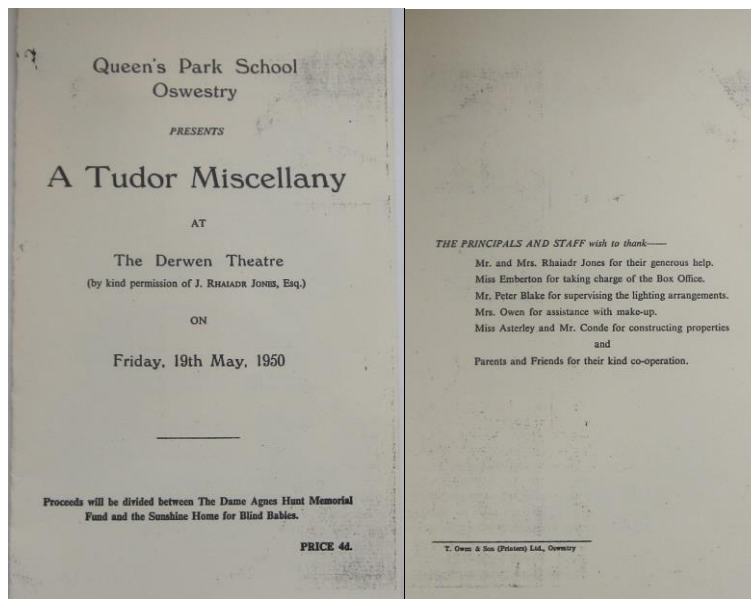 Queen's Park School
Oswestry
PRESENTS
A Tudor Miscellany
AT
The Derwen Theatre
(by kind permission of J. RHAIADR JONES, Esq.)
ON
Friday, 19th May, 1950
Proceeds will be divided between The Dame Agnes Hunt Memorial
Fund and the Sunshine Home for Blind Babies.
PRICE 4d.
THE PRINCIPALS AND STAFF wish to thank—
Mr. and Mrs. Rhaiadr Jones for their generous help.
Miss Emberton for taking charge of the Box Office.
Mr. Peter Blake for supervising the lighting arrangements.
Mrs. Owen for assistance with make-up.
Miss Asterley and Mr. Conde for constructing properties
and
Parents and Friends for their kind co-operation.
T. Owen & Son (Printers) Ltd., Oswestry